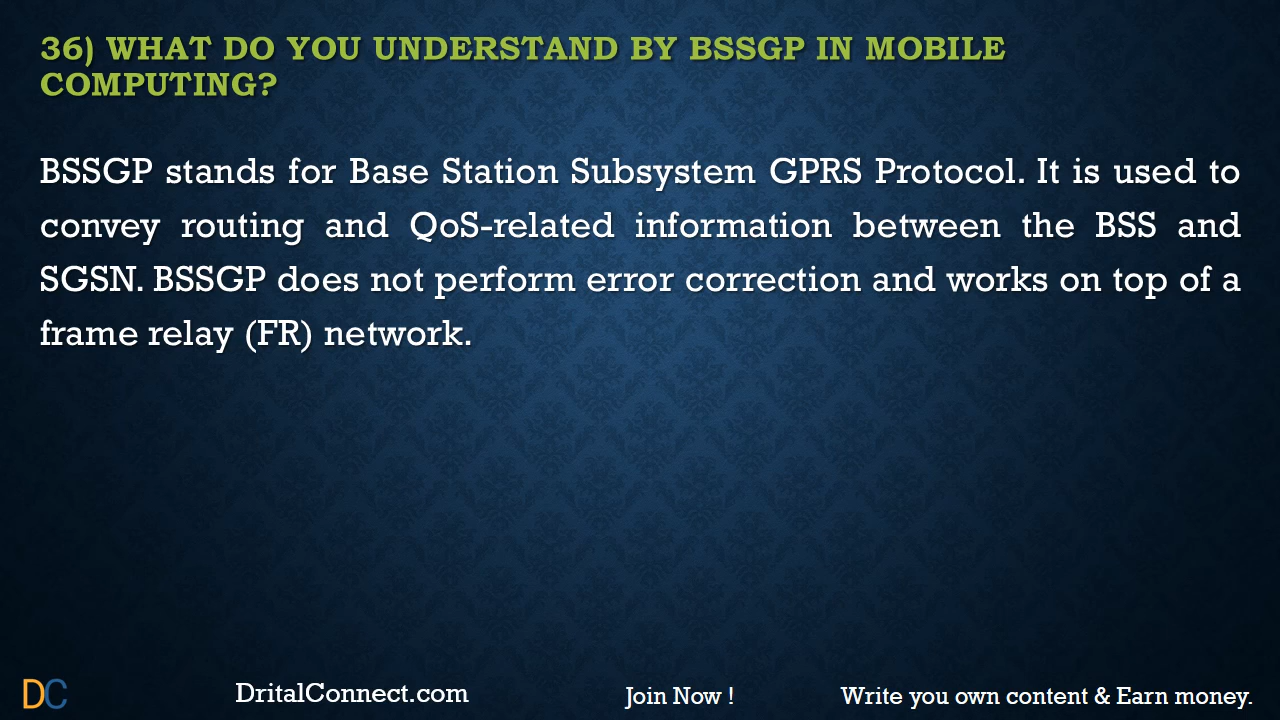 36) WHAT DO YOU UNDERSTAND BY BSSGP IN MOBILE
COMPUTING?
BSSGP stands for Base Station Subsystem GPRS Protocol. It is used to
convey routing and QoS-related information between the BSS and
SGSN. BSSGP does not perform error correction and works on top of a
frame relay (FR) network.
DC
DritalConnect.com
Join Now !
Write you own content & Earn money.